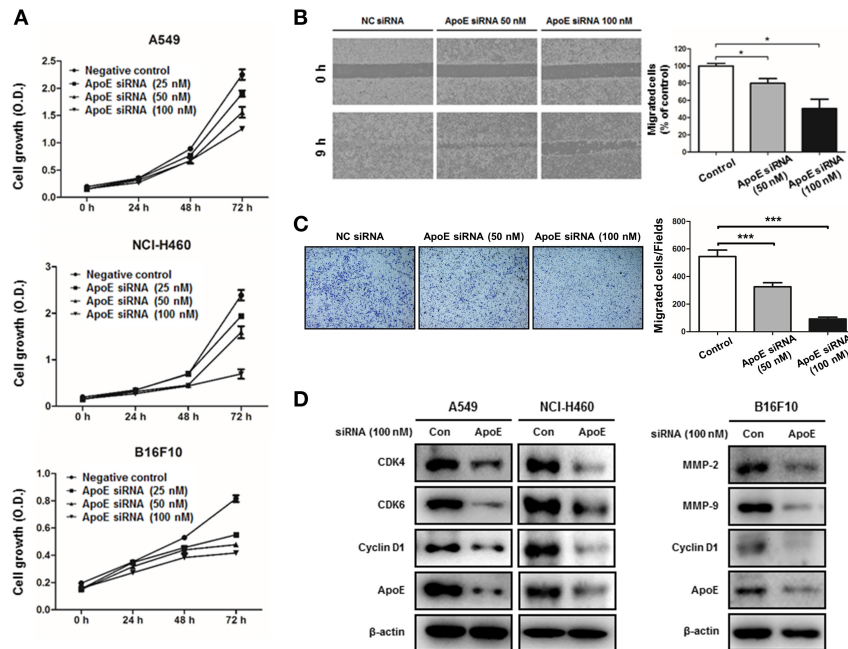 A
A549
Cell growth (O.D.)
2.5
2.0
1.5
1.0
0.5
0.0
Negative control
ApoE siRNA (25 nM)
ApoE siRNA (50 nM)
ApoE siRNA (100 nM)
0 h 24 h 48 h 72 h
NCI-H460
Cell growth (O.D.)
3
2
1
0
Negative control
ApoE siRNA (25 nM)
ApoE siRNA (50 nM)
ApoE siRNA (100 nM)
0 h 24 h 48 h 72 h
B16F10
Cell growth (O.D.)
1.0
0.8
0.6
0.4
0.2
0.0
Negative control
ApoE siRNA (25 nM)
ApoE siRNA (50 nM)
ApoE siRNA (100 nM)
0 h 24 h 48 h 72 h
B
NC siRNA ApoE siRNA 50 nM ApoE siRNA 100 nM
0 h
9 h
Migrated cells
(% of control)
120
100
80
60
40
20
0
*
*
Control
ApoE siRNA
(50 nM)
ApoE siRNA
(100 nM)
C
NC siRNA ApoE siRNA (50 nM) ApoE siRNA (100 nM)
Migrated cells/Fields
800
600
400
200
0
***
***
Control
ApoE siRNA
(50 nM)
ApoE siRNA
(100 nM)
D
A549 NCI-H460
siRNA (100 nM) Con ApoE Con ApoE
CDK4
CDK6
Cyclin D1
ApoE
β-actin
B16F10
siRNA (100 nM) Con ApoE
MMP-2
MMP-9
Cyclin D1
ApoE
β-actin